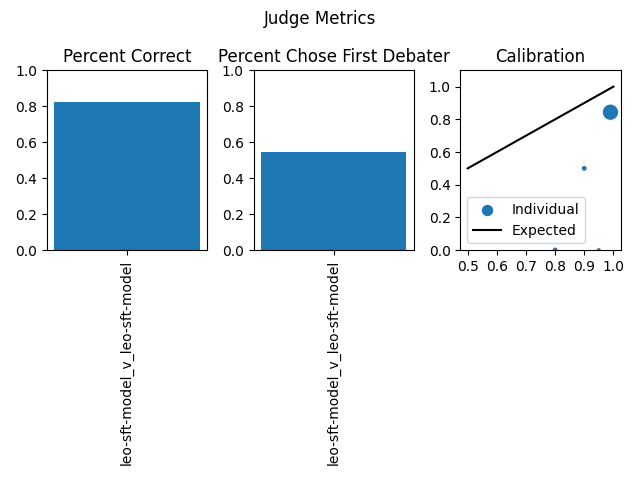 Judge Metrics
Percent Correct
1.0
0.8
0.6
0.4
0.2
0.0
leo-sft-model_v_leo-sft-model
Percent Chose First Debater
1.0
0.8
0.6
0.4
0.2
0.0
leo-sft-model_v_leo-sft-model
Calibration
1.0
0.8
0.6
0.4
0.2
0.0
Individual
Expected
0.5 0.6 0.7 0.8 0.9 1.0